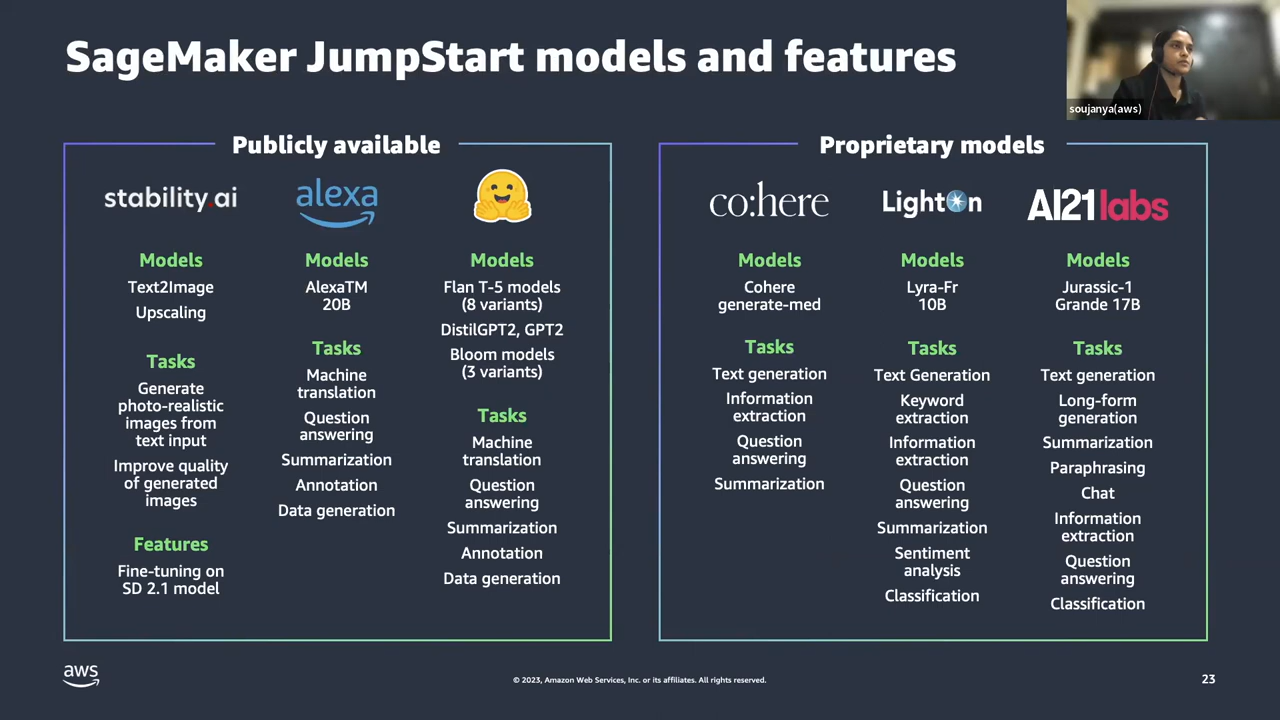 SageMaker JumpStart models and features
soujanya(aws)
Publicly available
stability.ai
Models
Text2Image
Upscaling
Tasks
Generate
photo-realistic
images from
text input
Improve quality
of generated
images
Features
Fine-tuning on
SD 2.1 model
alexa
Models
AlexaTM
20B
Tasks
Machine
translation
Question
answering
Summarization
Annotation
Data generation
Models
Flan T-5 models
(8 variants)
DistilGPT2, GPT2
Bloom models
(3 variants)
Tasks
Machine
translation
Question
answering
Summarization
Annotation
Data generation
Proprietary models
co:here
Models
Cohere
generate-med
Tasks
Text generation
Information
extraction
Question
answering
Summarization
LightOn
Models
Lyra-Fr
10B
Tasks
Text Generation
Keyword
extraction
Information
extraction
Question
answering
Summarization
Sentiment
analysis
Classification
AI21labs
Models
Jurassic-1
Grande 17B
Tasks
Text generation
Long-form
generation
Summarization
Paraphrasing
Chat
Information
extraction
Question
answering
Classification
aws
© 2023, Amazon Web Services, Inc. or its affiliates. All rights reserved.
23